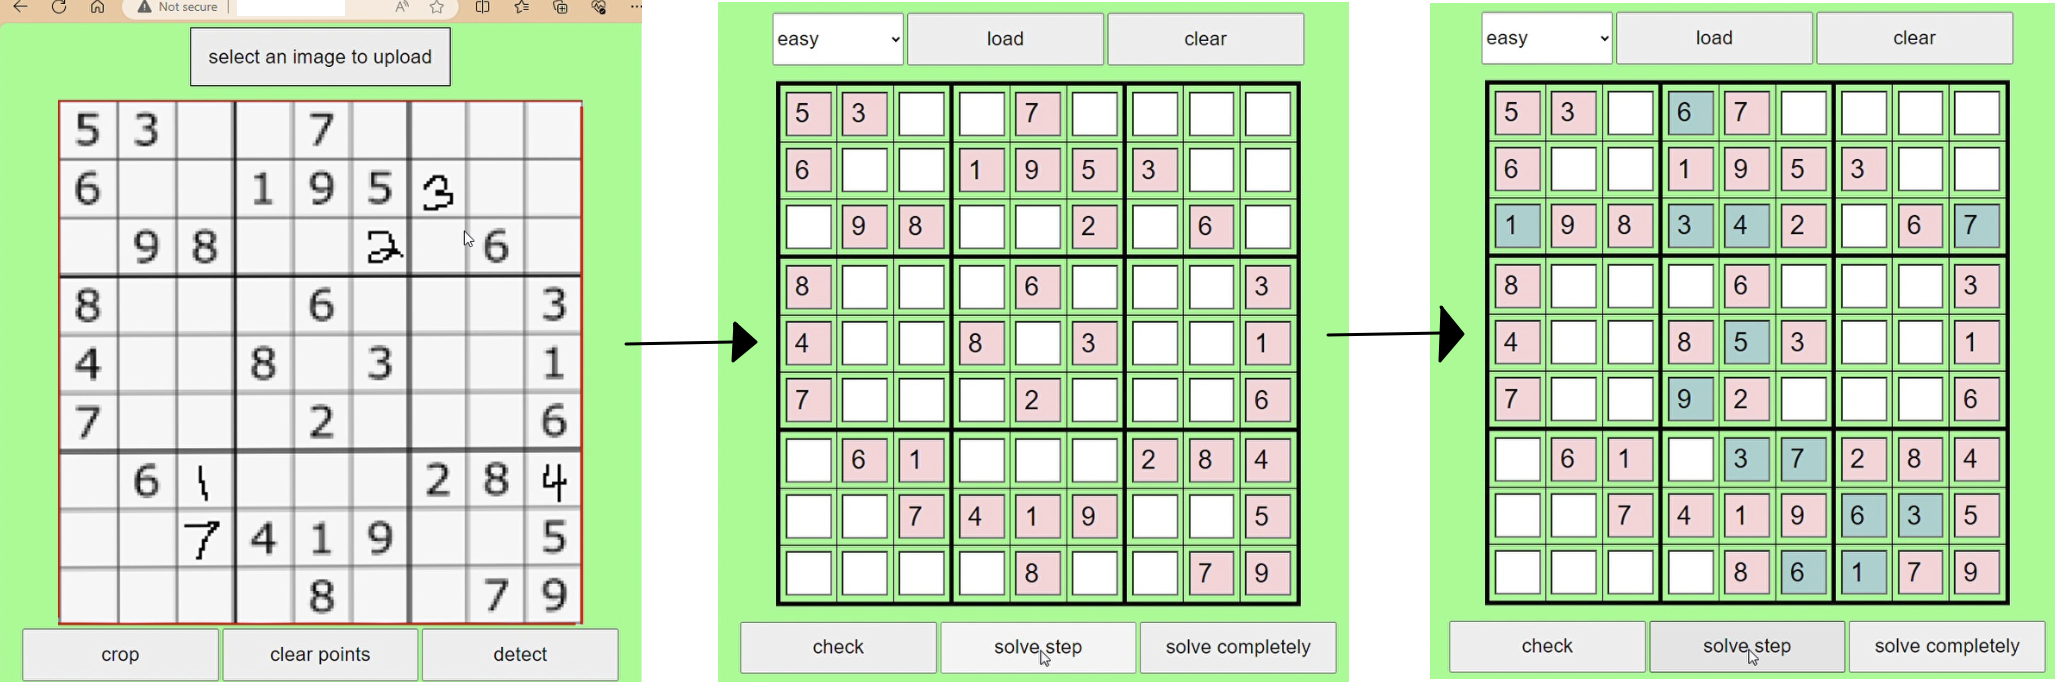 Not secure
select an image to upload
5 3 7
6 1 9 5 3
9 8 2 6
8 6 3
4 8 3 1
7 2 6
6 1 2 8 4
7 4 1 9 5
8 7 9
crop clear points detect
easy load clear
5 3 7
6 1 9 5 3
9 8 2 6
8 6 3
4 8 3 1
7 2 6
6 1 2 8 4
7 4 1 9 5
8 7 9
check solve step solve completely
easy load clear
5 3 6 7
6 1 9 5 3
1 9 8 3 4 2 6 7
8 6 3
4 8 5 3 1
7 9 2 6
6 1 3 7 2 8 4
7 4 1 9 6 3 5
8 6 1 7 9
check solve step solve completely